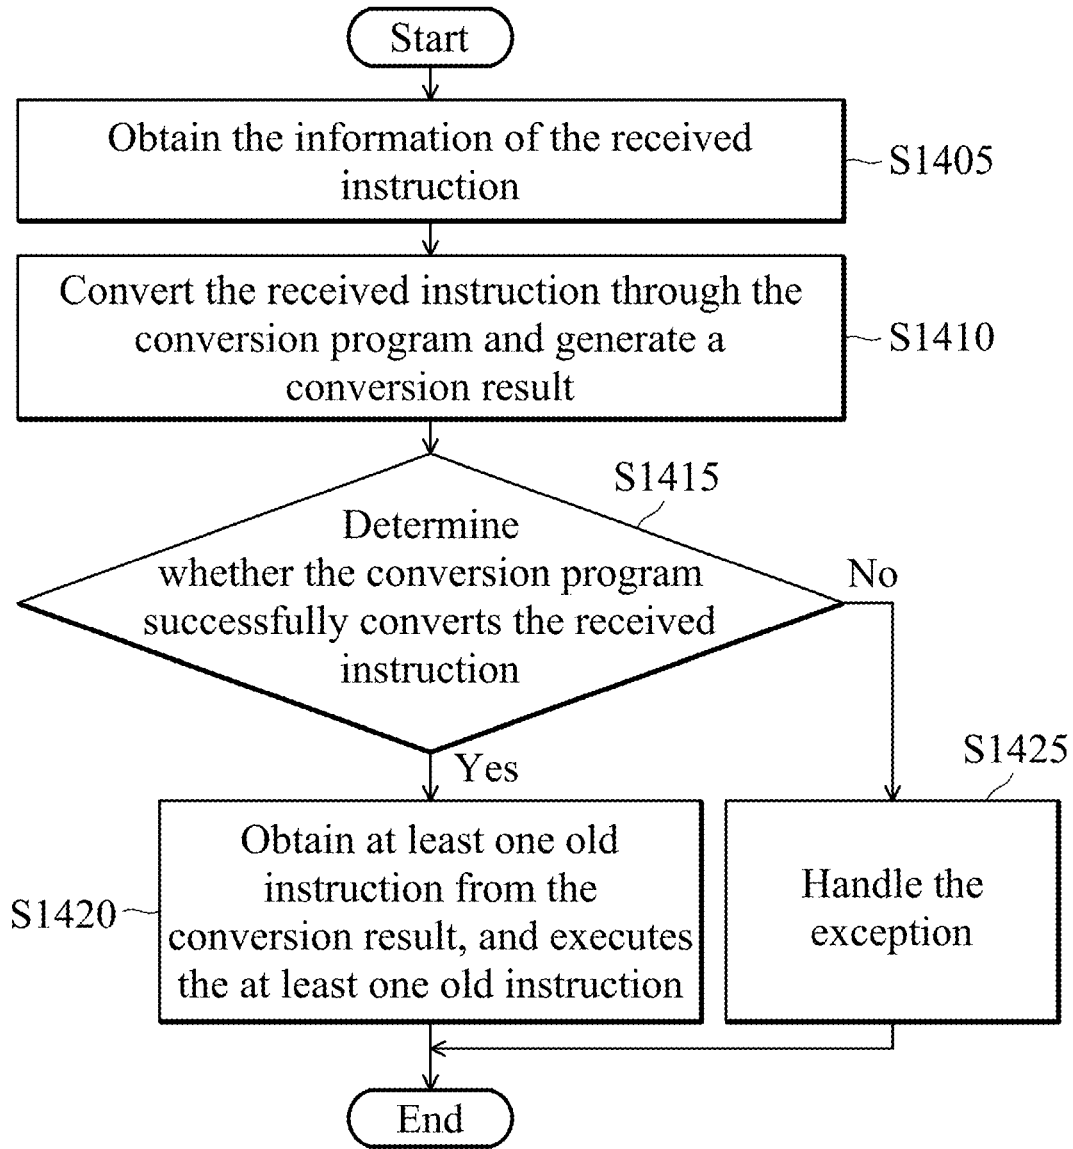 Start
Obtain the information of the received
instruction
S1405
Convert the received instruction through the
conversion program and generate a
conversion result
S1410
S1415
Determine
whether the conversion program
successfully converts the received
instruction
No
Yes
S1425
Obtain at least one old
instruction from the
conversion result, and executes
the at least one old instruction
S1420
Handle the
exception
End